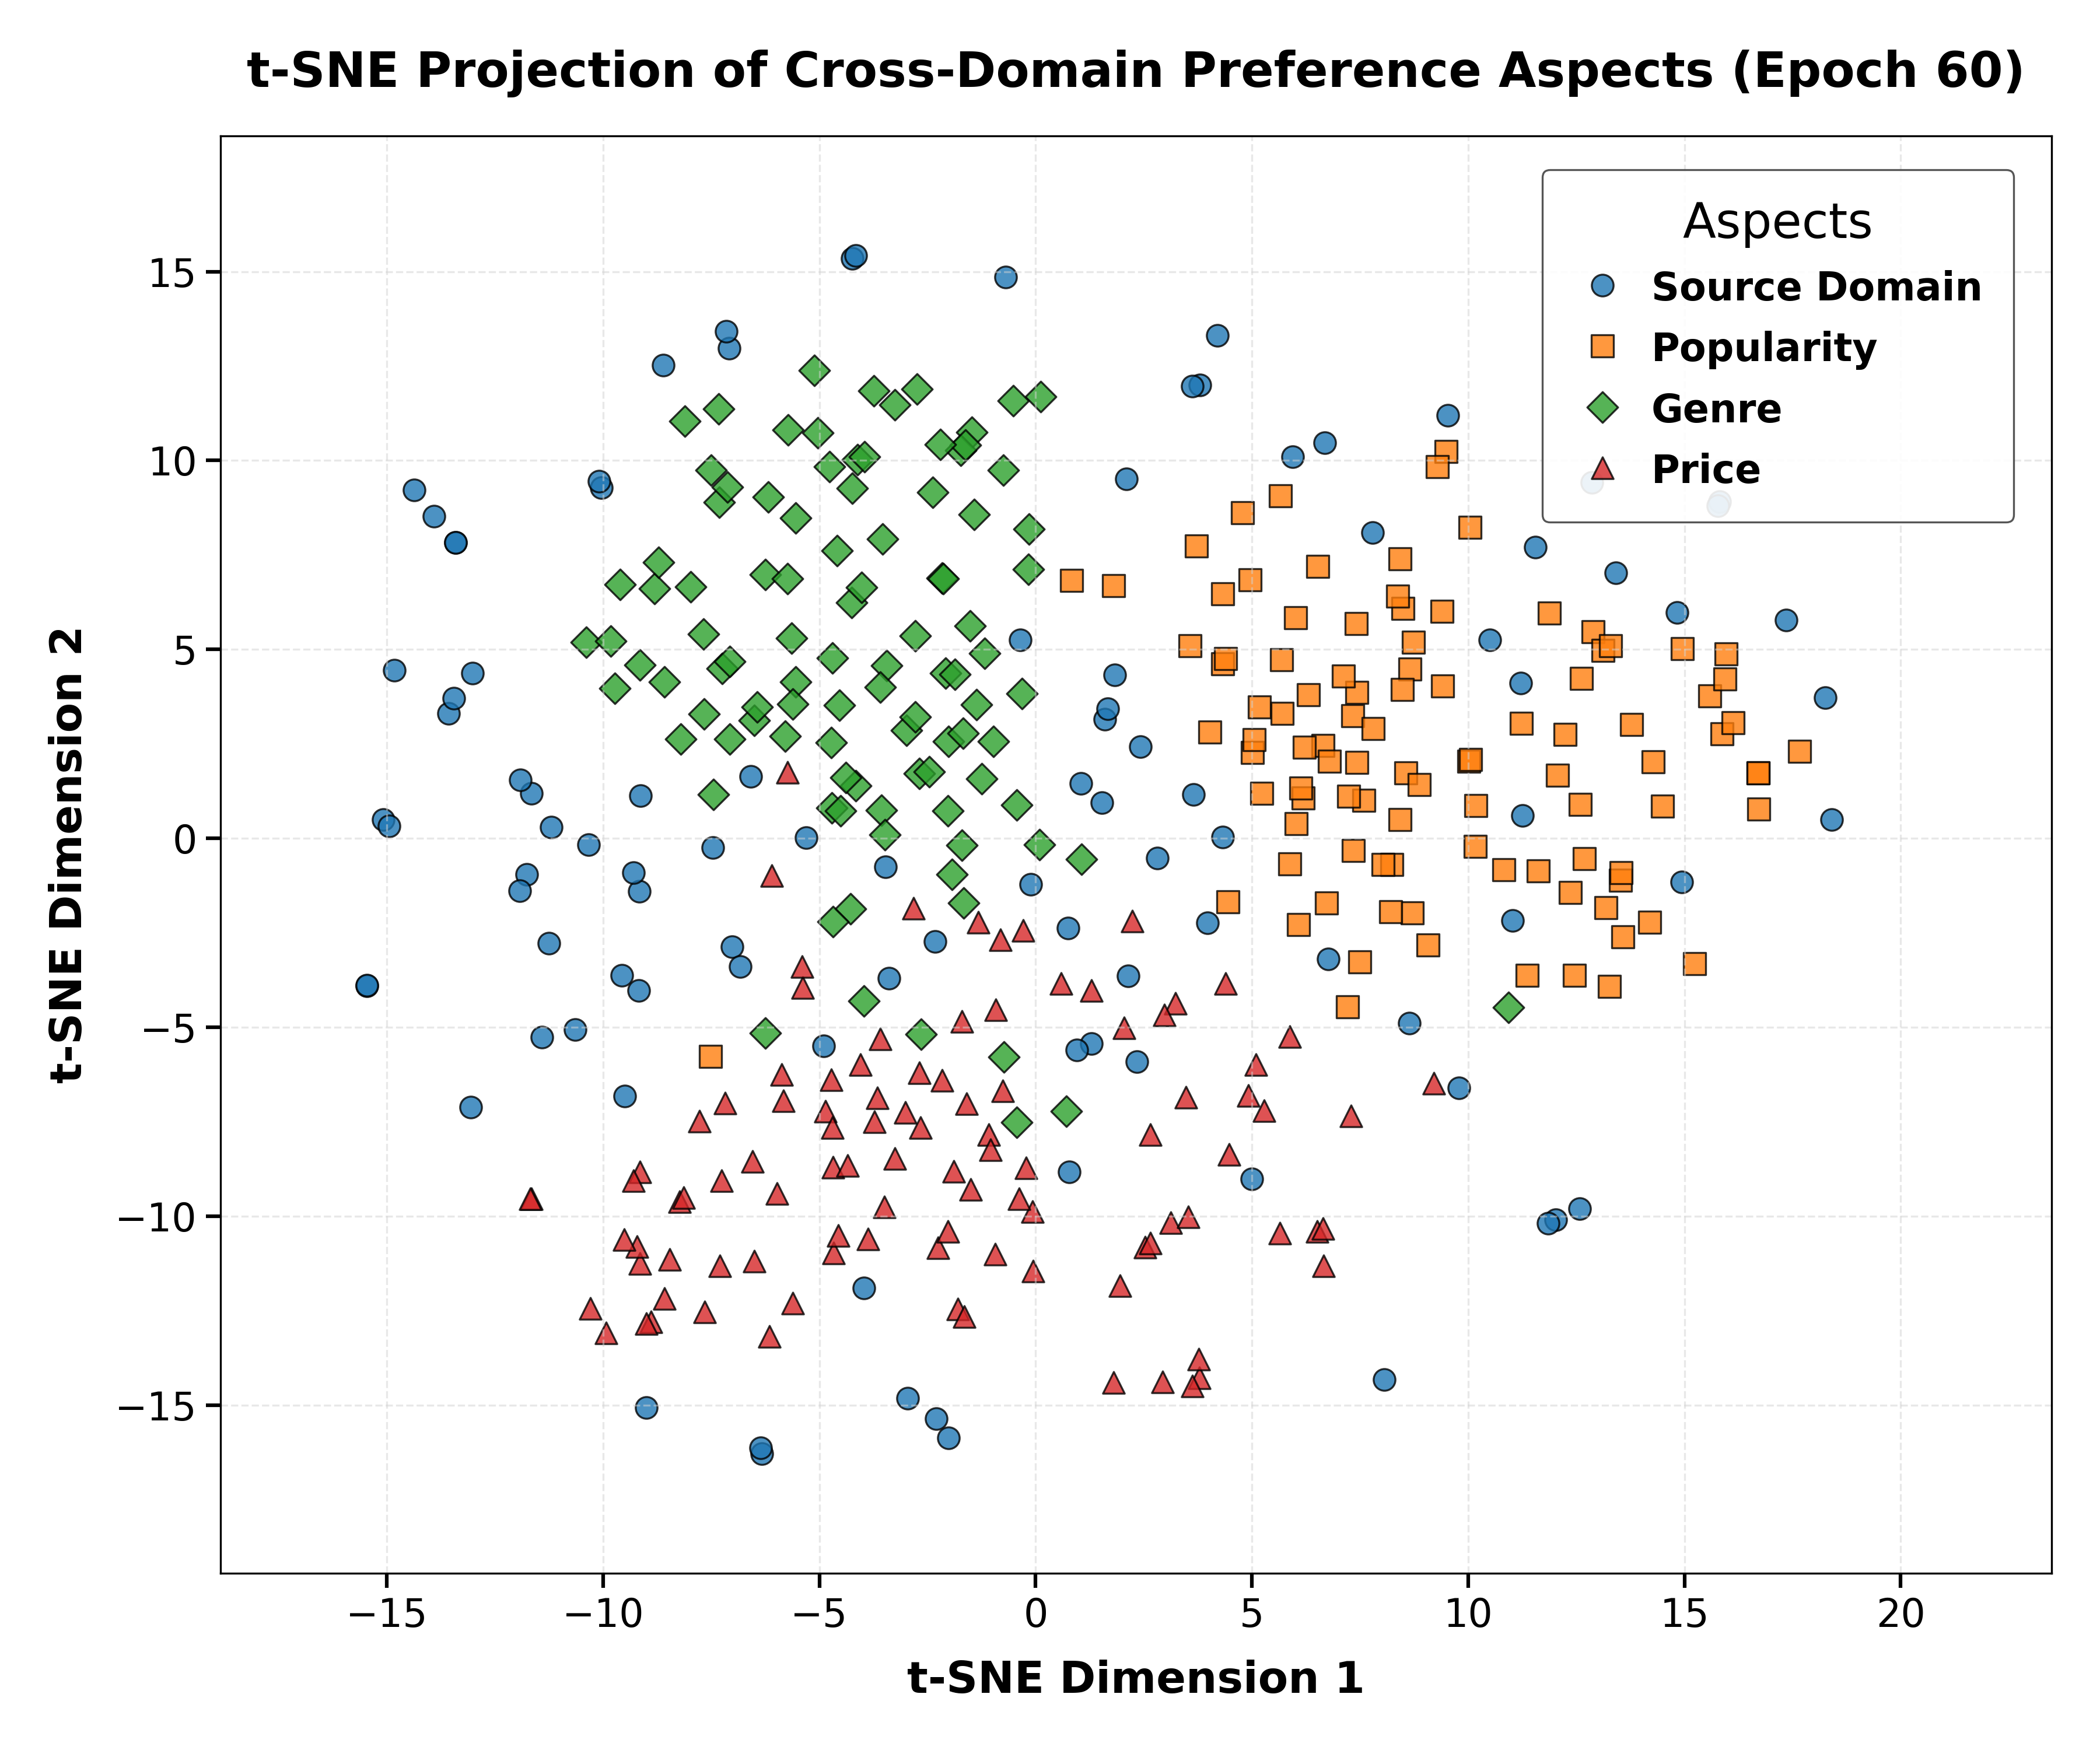 t-SNE Projection of Cross-Domain Preference Aspects (Epoch 60)
Aspects
Source Domain
Popularity
Genre
Price
t-SNE Dimension 2
15
10
5
0
−5
−10
−15
−15
−10
−5
0
5
10
15
20
t-SNE Dimension 1